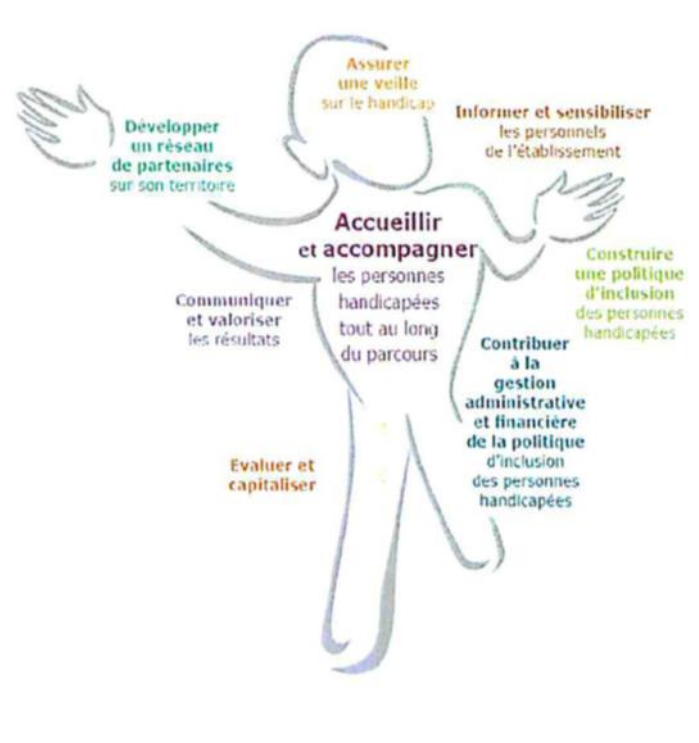 Assurer
une veille
sur le handicap
Informer et sensibiliser
les personnels
de l'établissement
Développer
un réseau
de partenaires
sur son territoire
Accueillir
et accompagner
les personnes
handicapées
tout au long
du parcours
Construire
une politique
d'inclusion
des personnes
handicapées
Communiquer
et valoriser
les résultats
Contribuer
à la
gestion
administrative
et financière
de la politique
d'inclusion
des personnes
handicapées
Evaluer et
capitaliser